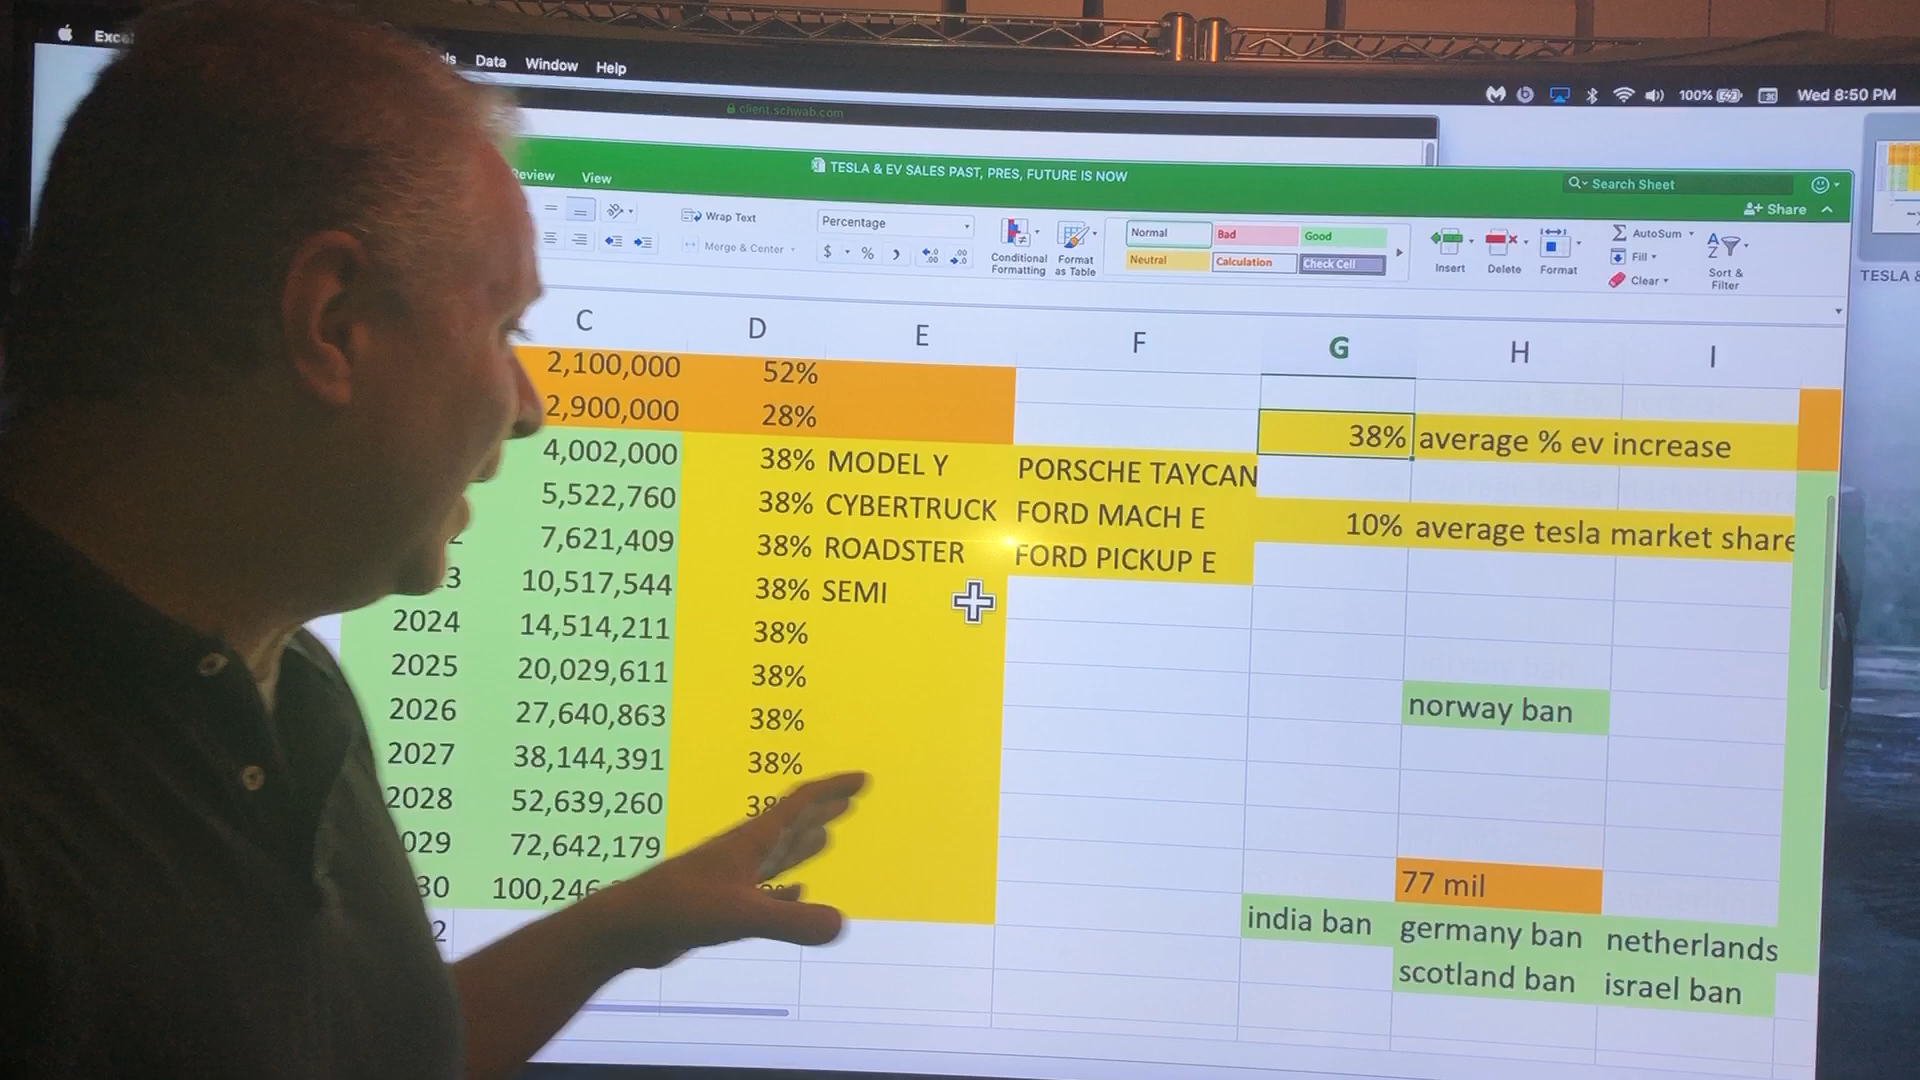 Data Window Help
100% Wed 8:50 PM
client.schwab.com
TESLA & EV SALES PAST, PRES, FUTURE IS NOW
Search Sheet
Review View
Share
Wrap Text
Percentage
Normal Bad Good
AutoSum
Merge & Center
$ %
Conditional Formatting
Format as Table
Neutral Calculation Check Cell
Insert Delete Format
Fill
Clear
Sort & Filter
TESLA &
C D E F G H I
2,100,000 52%
2,900,000 28% 38% average % ev increase
4,002,000 38% MODEL Y PORSCHE TAYCAN
5,522,760 38% CYBERTRUCK FORD MACH E 10% average tesla market share
7,621,409 38% ROADSTER FORD PICKUP E
3 10,517,544 38% SEMI
2024 14,514,211 38%
2025 20,029,611 38%
2026 27,640,863 38% norway ban
2027 38,144,391 38%
2028 52,639,260 38
029 72,642,179
30 100,246 77 mil
2 india ban germany ban netherlands
scotland ban israel ban